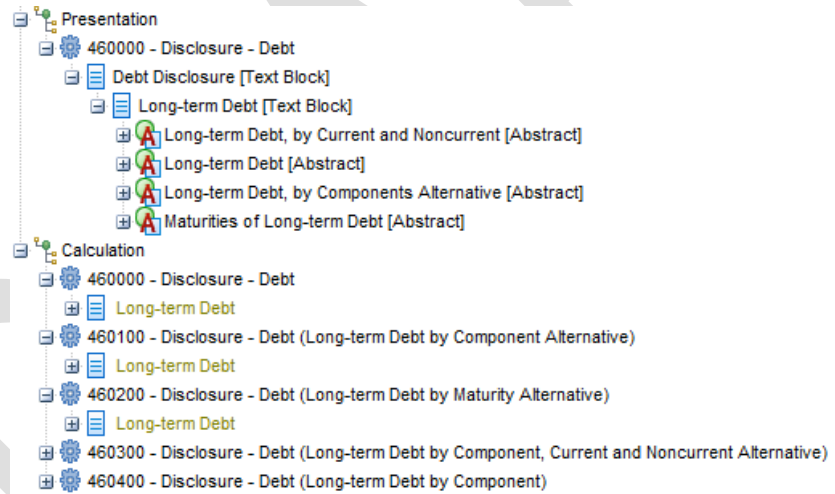 Presentation
460000 - Disclosure - Debt
Debt Disclosure [Text Block]
Long-term Debt [Text Block]
Long-term Debt, by Current and Noncurrent [Abstract]
Long-term Debt [Abstract]
Long-term Debt, by Components Alternative [Abstract]
Maturities of Long-term Debt [Abstract]
Calculation
460000 - Disclosure - Debt
Long-term Debt
460100 - Disclosure - Debt (Long-term Debt by Component Alternative)
Long-term Debt
460200 - Disclosure - Debt (Long-term Debt by Maturity Alternative)
Long-term Debt
460300 - Disclosure - Debt (Long-term Debt by Component, Current and Noncurrent Alternative)
460400 - Disclosure - Debt (Long-term Debt by Component)